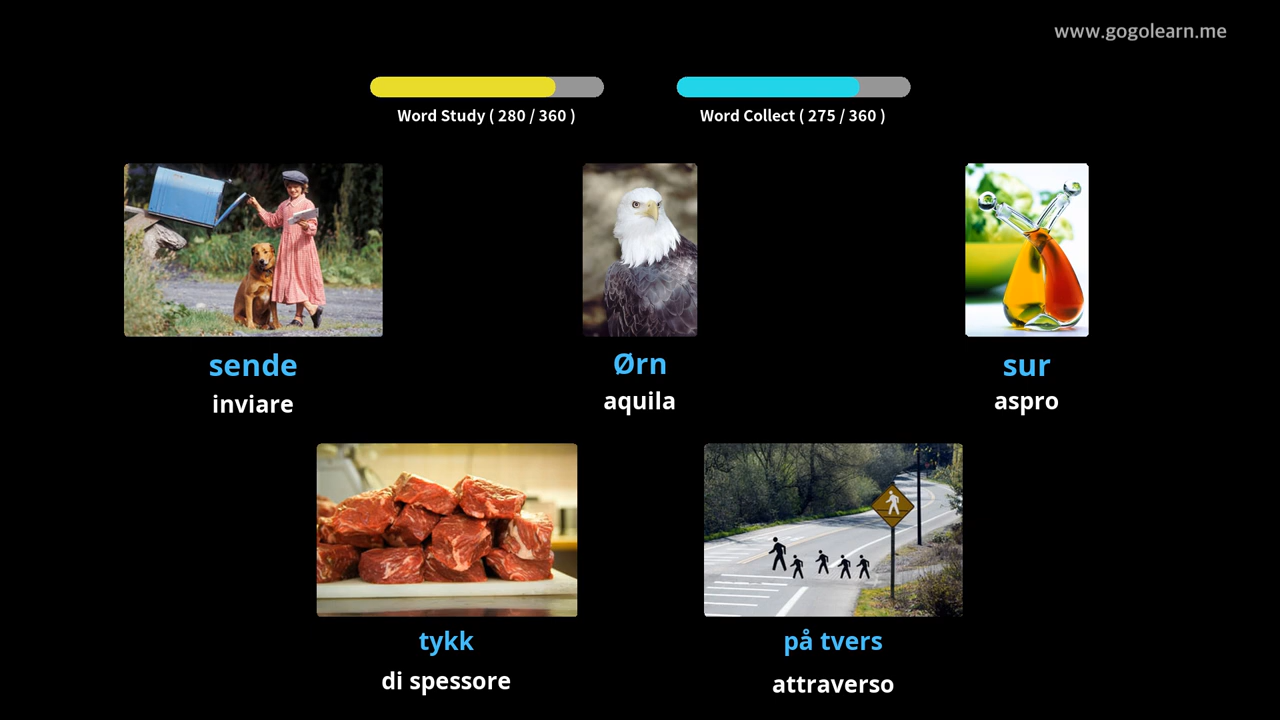 www.gogolearn.me
Word Study ( 280 / 360 )
Word Collect ( 275 / 360 )
sende
inviare
Ørn
aquila
sur
aspro
tykk
di spessore
på tvers
attraverso